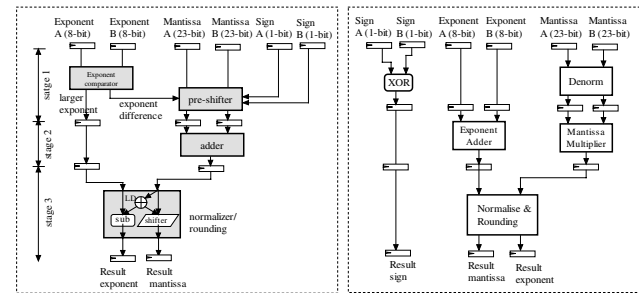 Exponent A (8-bit)
Exponent B (8-bit)
Mantissa A (23-bit)
Mantissa B (23-bit)
Sign A (1-bit)
Sign B (1-bit)
satge 1
Exponent comparator
larger exponent
exponent difference
pre-shifter
stage 2
adder
stage 3
LD
sub
shifter
normalizer/
rounding
Result exponent
Result mantissa
Sign A (1-bit)
Sign B (1-bit)
Exponent A (8-bit)
Exponent B (8-bit)
Mantissa A (23-bit)
Mantissa B (23-bit)
XOR
Denorm
Exponent Adder
Mantissa Multiplier
Normalise & Rounding
Result sign
Result mantissa
Result exponent